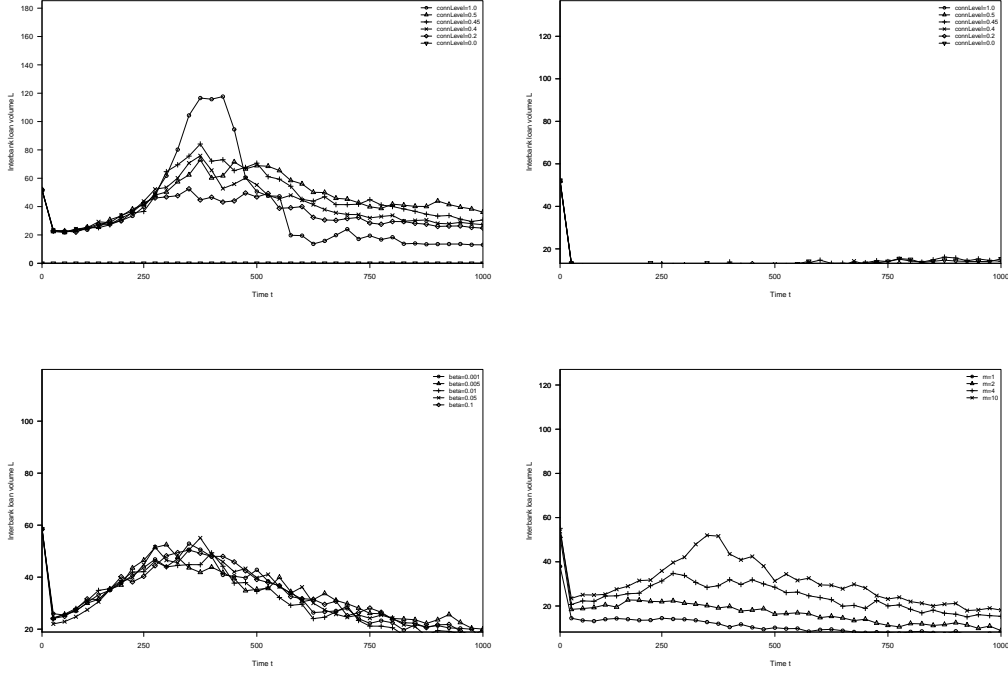 180
160
140
120
100
80
60
40
20
0
Interbank loan volume L
connLevel=1.0
connLevel=0.5
connLevel=0.45
connLevel=0.4
connLevel=0.2
connLevel=0.0
0 250 500 750 1000
Time t
120
100
80
60
40
20
Interbank loan volume L
connLevel=1.0
connLevel=0.5
connLevel=0.45
connLevel=0.4
connLevel=0.2
connLevel=0.0
0 250 500 750 1000
Time t
100
80
60
40
20
Interbank loan volume L
beta=0.001
beta=0.005
beta=0.01
beta=0.05
beta=0.1
0 250 500 750 1000
Time t
120
100
80
60
40
20
Interbank loan volume L
m=1
m=2
m=4
m=10
0 250 500 750 1000
Time t